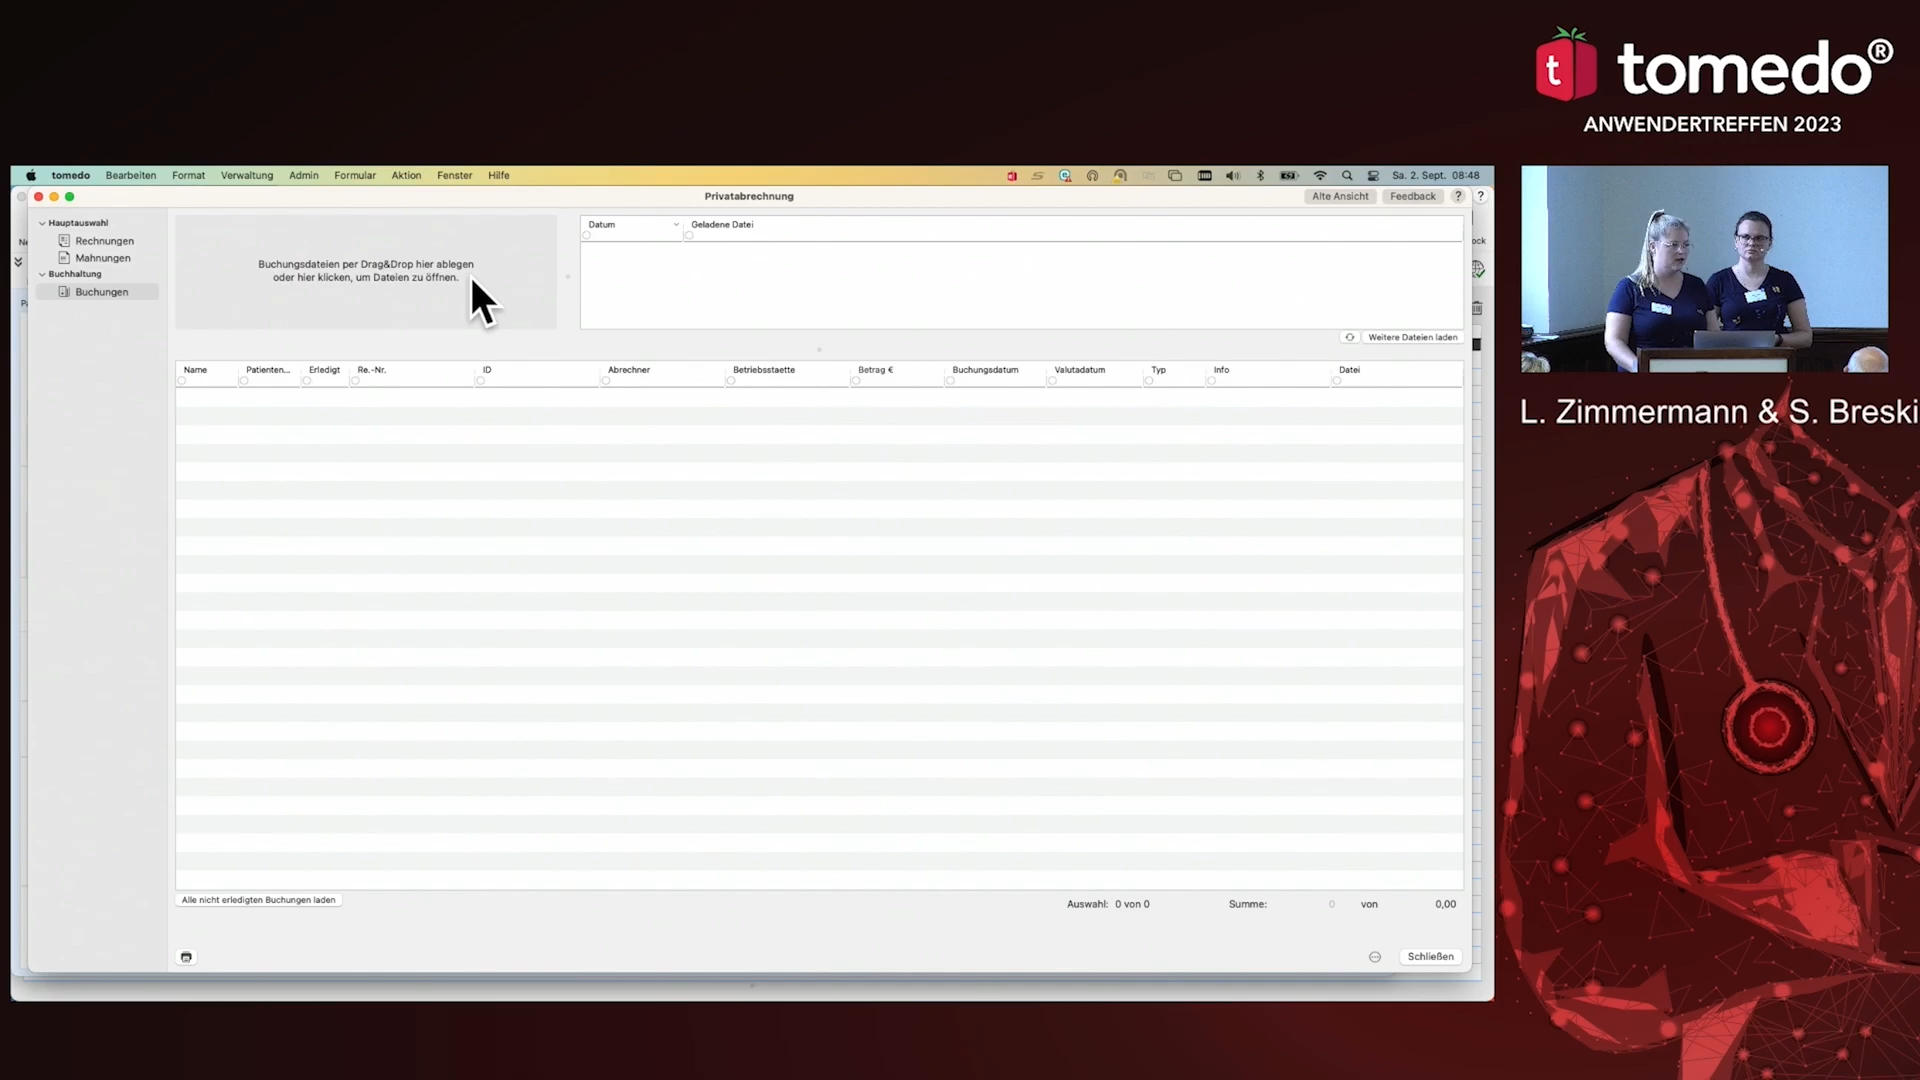 t tomedo®
ANWENDERTREFFEN 2023
tomedo Bearbeiten Format Verwaltung Admin Formular Aktion Fenster Hilfe
Sa. 2. Sept. 08:48
Privatabrechnung
Alte Ansicht
Feedback
?
?
Hauptauswahl
Rechnungen
Mahnungen
Buchhaltung
Buchungen
Buchungsdateien per Drag&Drop hier ablegen
oder hier klicken, um Dateien zu öffnen.
Datum Geladene Datei
Weitere Dateien laden
Name Patienten... Erledigt Re.-Nr. ID Abrechner Betriebsstaette Betrag € Buchungsdatum Valutadatum Typ Info Datei
Alle nicht erledigten Buchungen laden
Auswahl: 0 von 0 Summe: 0 von 0,00
Schließen
L. Zimmermann & S. Breski